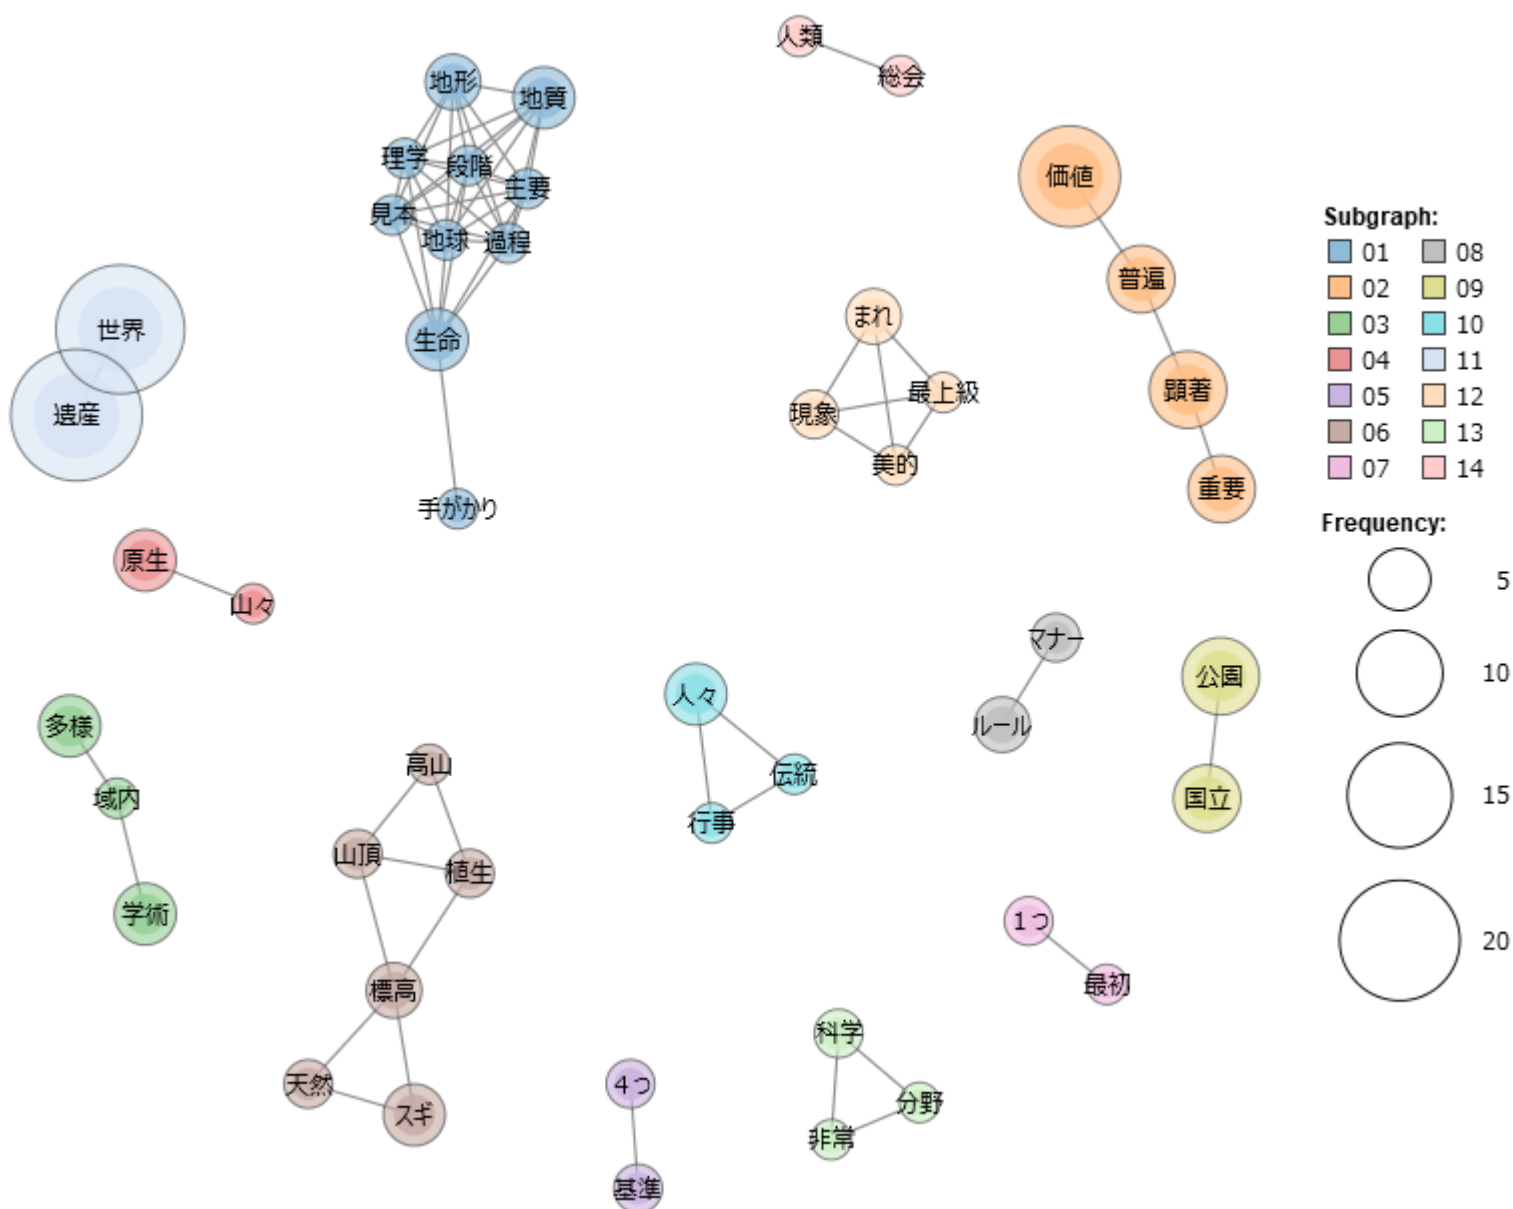 人類
総会
地形
地質
理学
段階
主要
見本
地球
過程
生命
手がかり
価値
普遍
顕著
重要
世界
遺産
まれ
最上級
現象
美的
原生
山々
多様
域内
学術
高山
山頂
植生
標高
天然
スギ
人々
伝統
行事
マナー
ルール
公園
国立
1つ
最初
4つ
基準
科学
分野
非常
Subgraph:
01 08
02 09
03 10
04 11
05 12
06 13
07 14
Frequency:
5
10
15
20